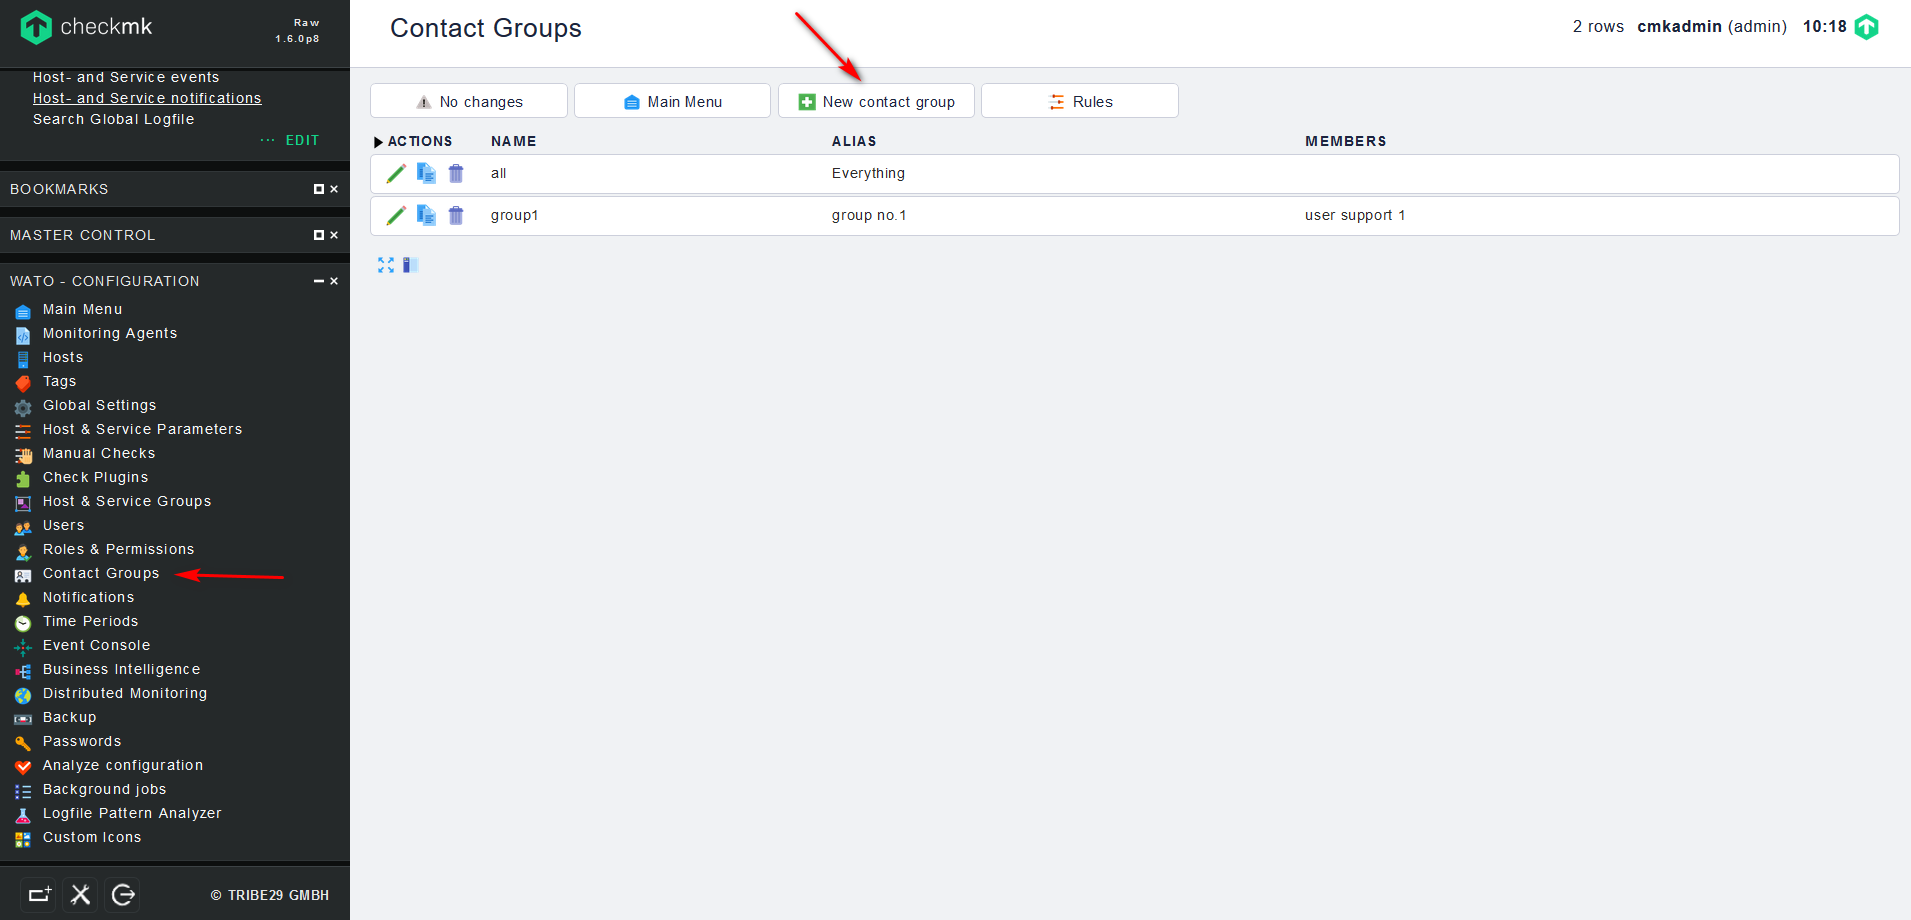 checkmk
Raw
1.6.0p8
Host- and Service events
Host- and Service notifications
Search Global Logfile
··· EDIT
BOOKMARKS
MASTER CONTROL
WATO - CONFIGURATION
Main Menu
Monitoring Agents
Hosts
Tags
Global Settings
Host & Service Parameters
Manual Checks
Check Plugins
Host & Service Groups
Users
Roles & Permissions
Contact Groups
Notifications
Time Periods
Event Console
Business Intelligence
Distributed Monitoring
Backup
Passwords
Analyze configuration
Background jobs
Logfile Pattern Analyzer
Custom Icons
© TRIBE29 GMBH
Contact Groups
2 rows cmkadmin (admin) 10:18
No changes Main Menu New contact group Rules
ACTIONS NAME ALIAS MEMBERS
all Everything
group1 group no.1 user support 1